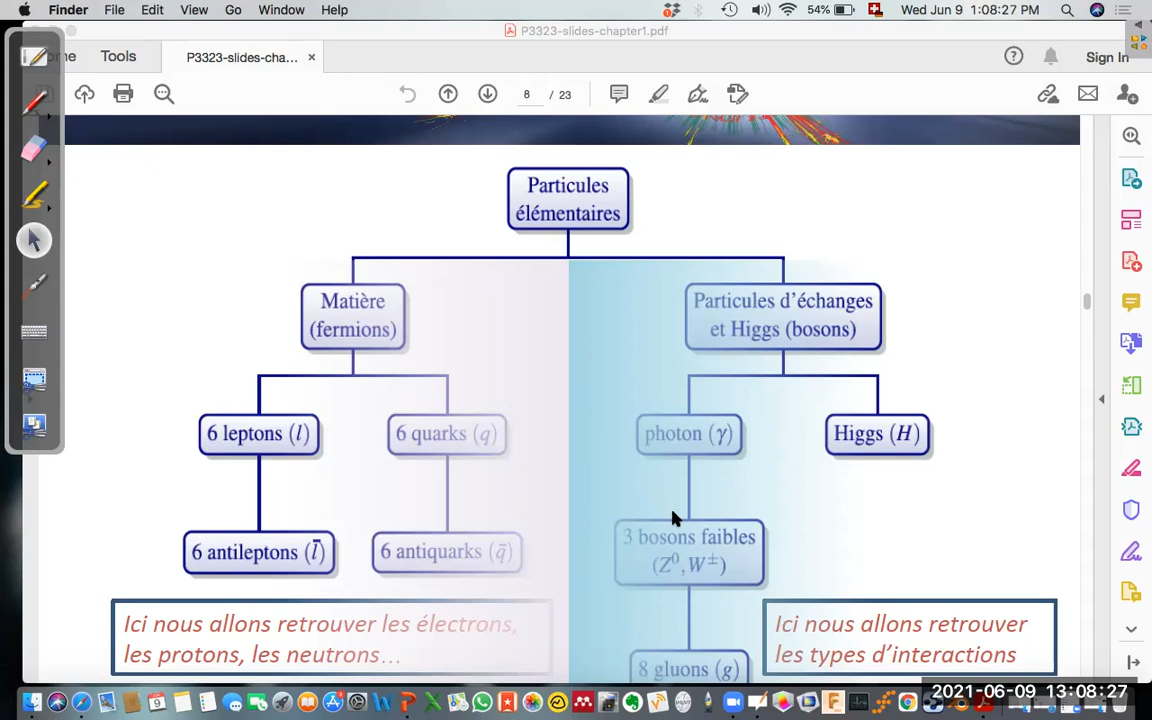 Finder File Edit View Go Window Help 54% Wed Jun 9 1:08:27 PM
P3323-slides-chapter1.pdf
me Tools P3323-slides-cha... × Sign In
8 / 23
Particules
élémentaires
Matière
(fermions)
Particules d'échanges
et Higgs (bosons)
6 leptons (l)
6 quarks (q)
photon (γ)
Higgs (H)
6 antileptons (l̄)
6 antiquarks (q̄)
3 bosons faibles
(Z⁰, W±)
Ici nous allons retrouver les électrons,
les protons, les neutrons...
Ici nous allons retrouver
les types d'interactions
8 gluons (g)
2021-06-09 13:08:27